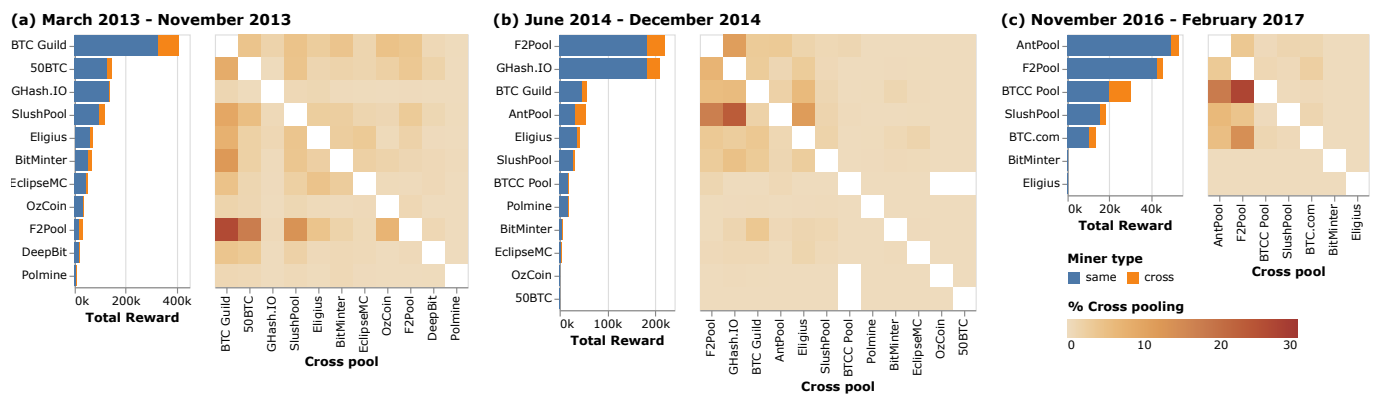 (a) March 2013 - November 2013
BTC Guild
50BTC
GHash.IO
SlushPool
Eligius
BitMinter
EclipseMC
OzCoin
F2Pool
DeepBit
Polmine
0k 200k 400k
Total Reward
BTC Guild 50BTC GHash.IO SlushPool Eligius BitMinter EclipseMC OzCoin F2Pool DeepBit Polmine
Cross pool
(b) June 2014 - December 2014
F2Pool
GHash.IO
BTC Guild
AntPool
Eligius
SlushPool
BTCC Pool
Polmine
BitMinter
EclipseMC
OzCoin
50BTC
0k 100k 200k
Total Reward
F2Pool GHash.IO BTC Guild AntPool Eligius SlushPool BTCC Pool Polmine BitMinter EclipseMC OzCoin 50BTC
Cross pool
(c) November 2016 - February 2017
AntPool
F2Pool
BTCC Pool
SlushPool
BTC.com
BitMinter
Eligius
0k 20k 40k
Total Reward
AntPool F2Pool BTCC Pool SlushPool BTC.com BitMinter Eligius
Cross pool
Miner type
same cross
% Cross pooling
0 10 20 30